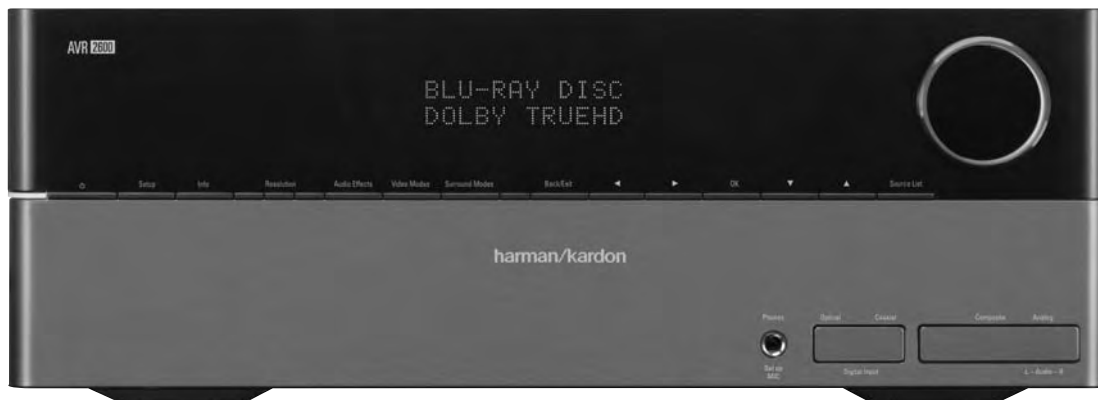 AVR 2600
BLU-RAY DISC
DOLBY TRUEHD
Setup Info Resolution Audio Effects Video Modes Surround Modes Back/Exit OK Source List
harman/kardon
Phones Optical Coaxial Composite Analog
Set up MIC Digital Input L - Audio - R